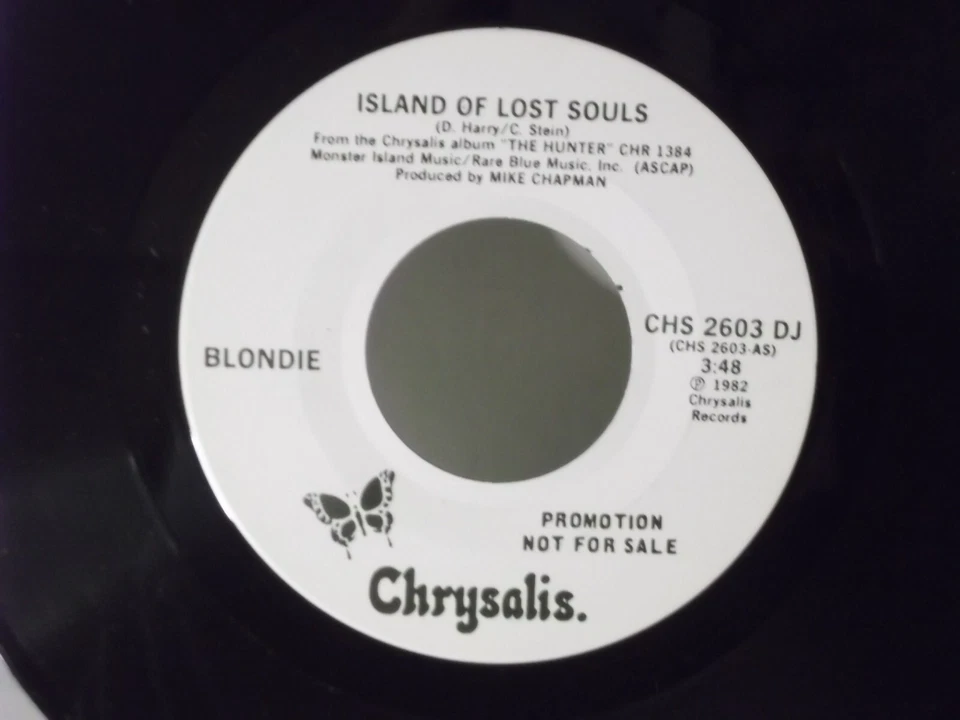 ISLAND OF LOST SOULS
(D. Harry/C. Stein)
From the Chrysalis album "THE HUNTER" CHR 1384
Monster Island Music/Rare Blue Music, Inc. (ASCAP)
Produced by MIKE CHAPMAN
BLONDIE
CHS 2603 DJ
(CHS 2603-AS)
3:48
℗ 1982
Chrysalis
Records
PROMOTION
NOT FOR SALE
Chrysalis.